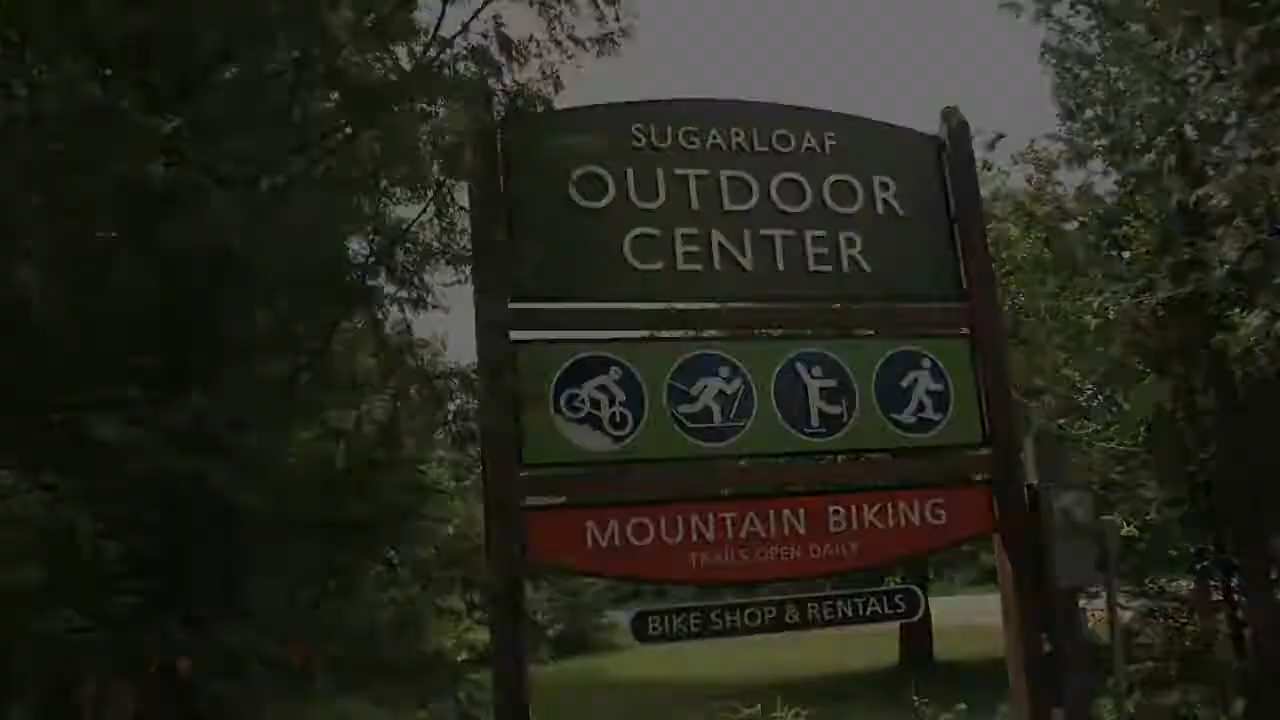 SUGARLOAF
OUTDOOR
CENTER
MOUNTAIN BIKING
TRAILS OPEN DAILY
BIKE SHOP & RENTALS